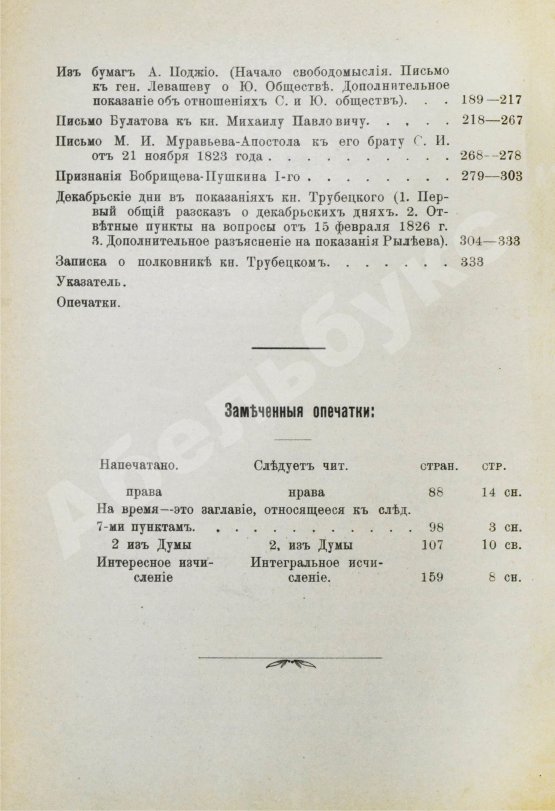 Изъ бумаг А. Поджіо. (Начало свободомыслія. Письмо
къ ген. Левашеву о Ю. Обществѣ. Дополнительное
показаніе объ отношеніяхъ С. и Ю. обществъ). . . 189—217
Письмо Булатова къ кн. Михаилу Павловичу. . . . . 218—267
Письмо М. И. Муравьева-Апостола къ его брату С. И.
отъ 21 ноября 1823 года . . . . . . . . . . 268—278
Признанія Бобрищева-Пушкина 1-го . . . . . . . 279—303
Декабрьскіе дни въ показаніяхъ кн. Трубецкого (1. Пер-
вый общій разсказъ о декабрьскихъ дняхъ. 2. От-
вѣтные пункты на вопросы отъ 15 февраля 1826 г.
3. Дополнительное разъясненіе на показанія Рылѣева). 304—333
Записка о полковникѣ кн. Трубецкомъ. . . . . . . 333
Указатель.
Опечатки.
Замѣченныя опечатки:
Напечатано. Слѣдуетъ чит. стран. стр.
права нрава 88 14 сн.
На время—это заглавіе, относящееся къ слѣд.
7-ми пунктамъ. . . . . . . . . . . . 98 3 сн.
2 изъ Думы 2, изъ Думы 107 10 св.
Интересное изчи- Интегральное исчи-
сленіе сленіе. 159 8 сн.
Абельбукс